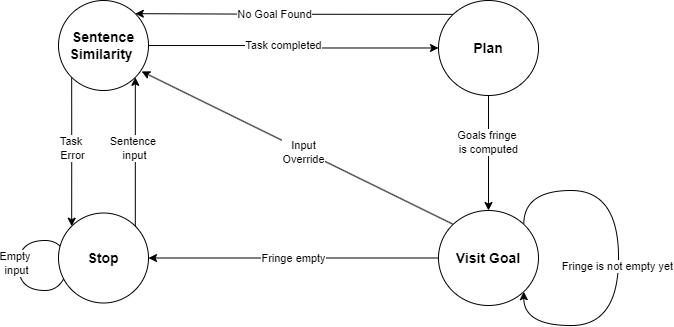 No Goal Found
Sentence
Similarity
Task completed
Plan
Task
Error
Sentence
input
Input
Override
Goals fringe
is computed
Empty
input
Stop
Fringe empty
Visit Goal
Fringe is not empty yet